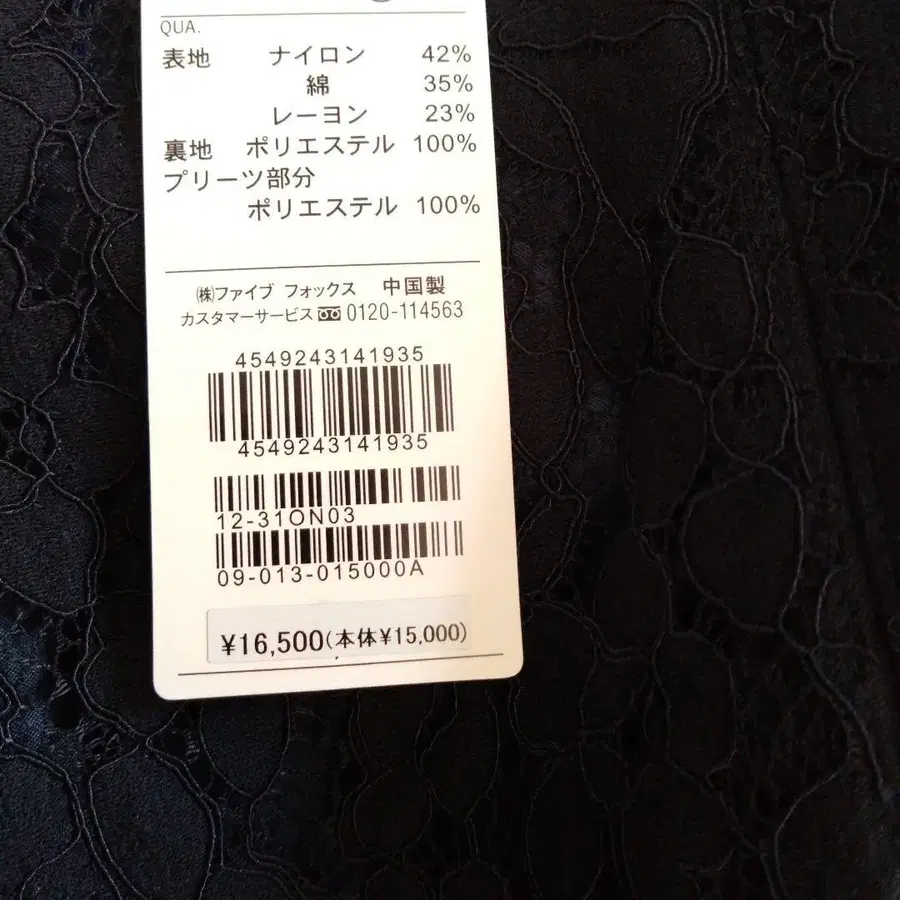 QUA.
表地 ナイロン 42%
綿 35%
レーヨン 23%
裏地 ポリエステル 100%
プリーツ部分
ポリエステル 100%
㈱ファイブ フォックス 中国製
カスタマーサービス 0120-114563
4549243141935
4549243141935
12-31ON03
09-013-015000A
¥16,500(本体¥15,000)